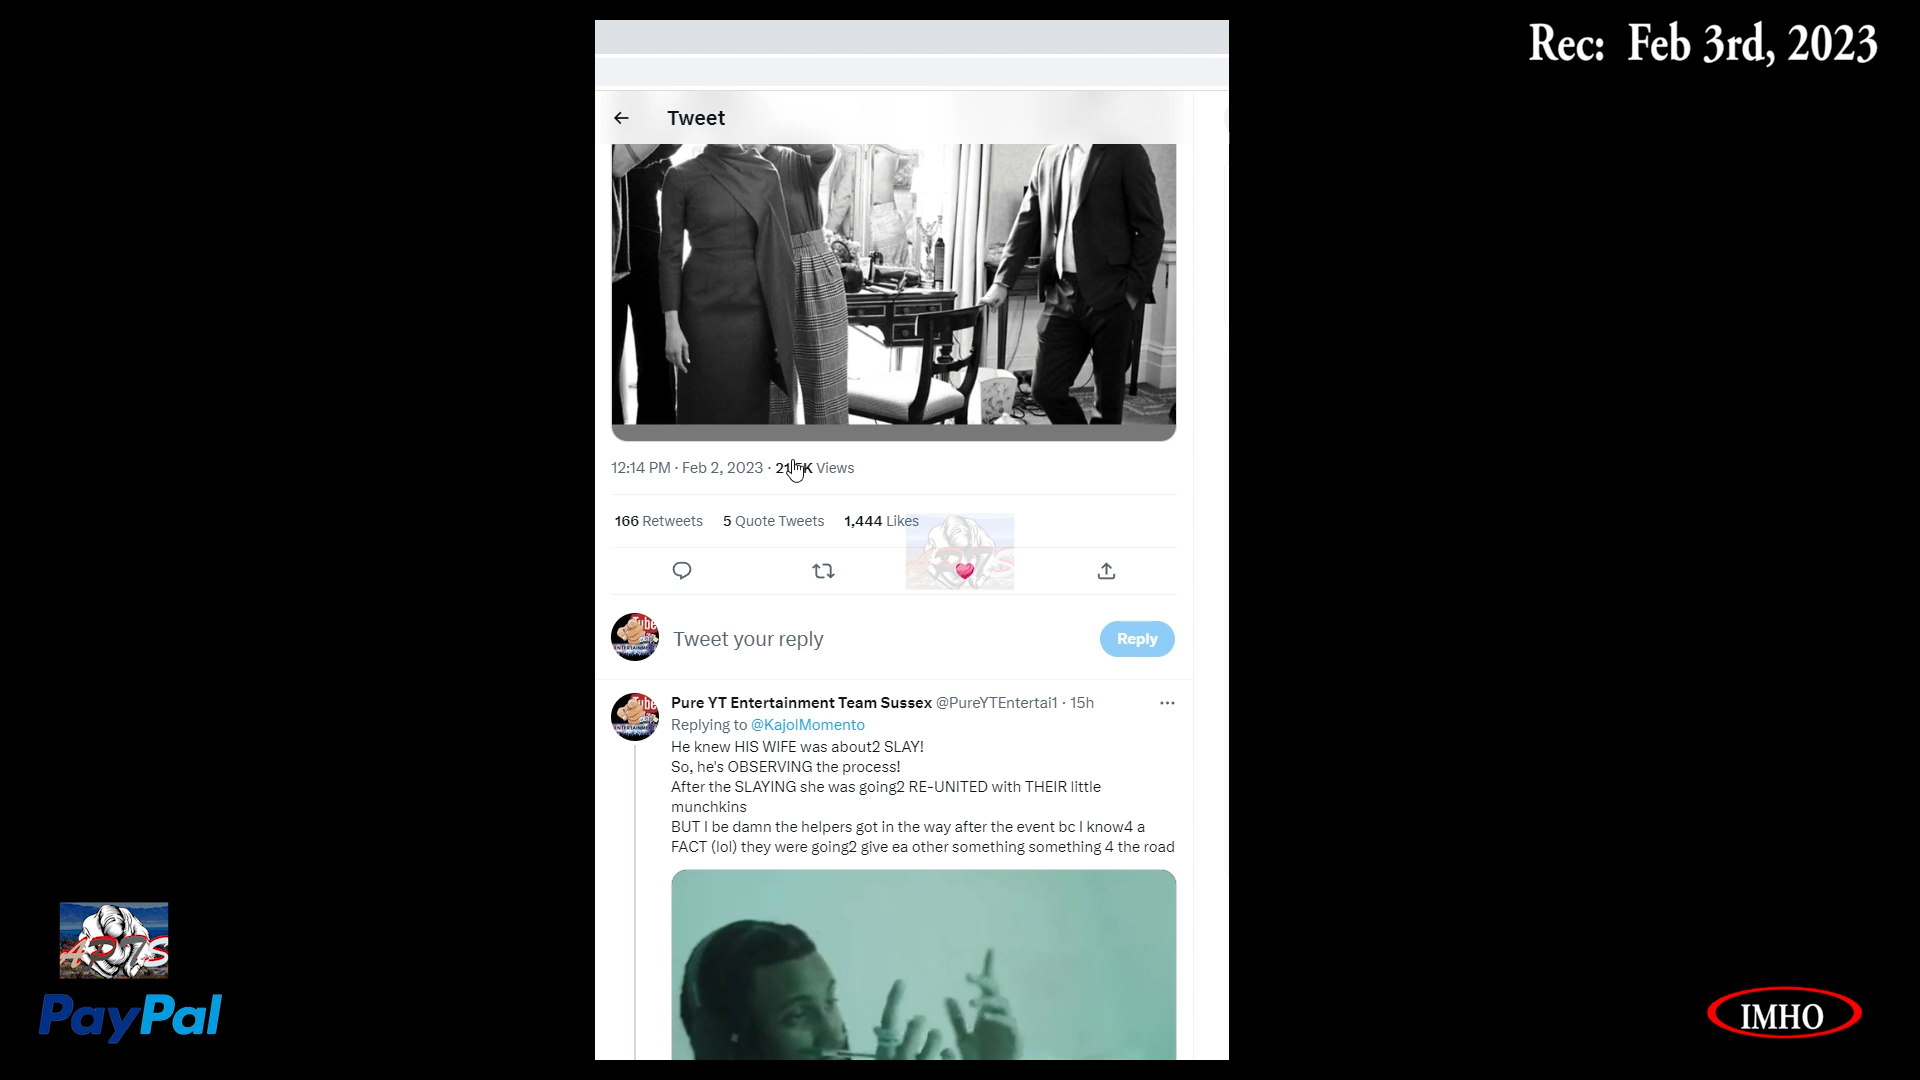 Rec: Feb 3rd, 2023
Tweet
12:14 PM · Feb 2, 2023 · Views
166 Retweets 5 Quote Tweets 1,444 Likes
Tweet your reply
Reply
Pure YT Entertainment Team Sussex @PureYTEntertai1 · 15h
Replying to @KajolMomento
He knew HIS WIFE was about2 SLAY!
So, he's OBSERVING the process!
After the SLAYING she was going2 RE-UNITED with THEIR little
munchkins
BUT I be damn the helpers got in the way after the event bc I know4 a
FACT (lol) they were going2 give ea other something something 4 the road
PayPal
IMHO